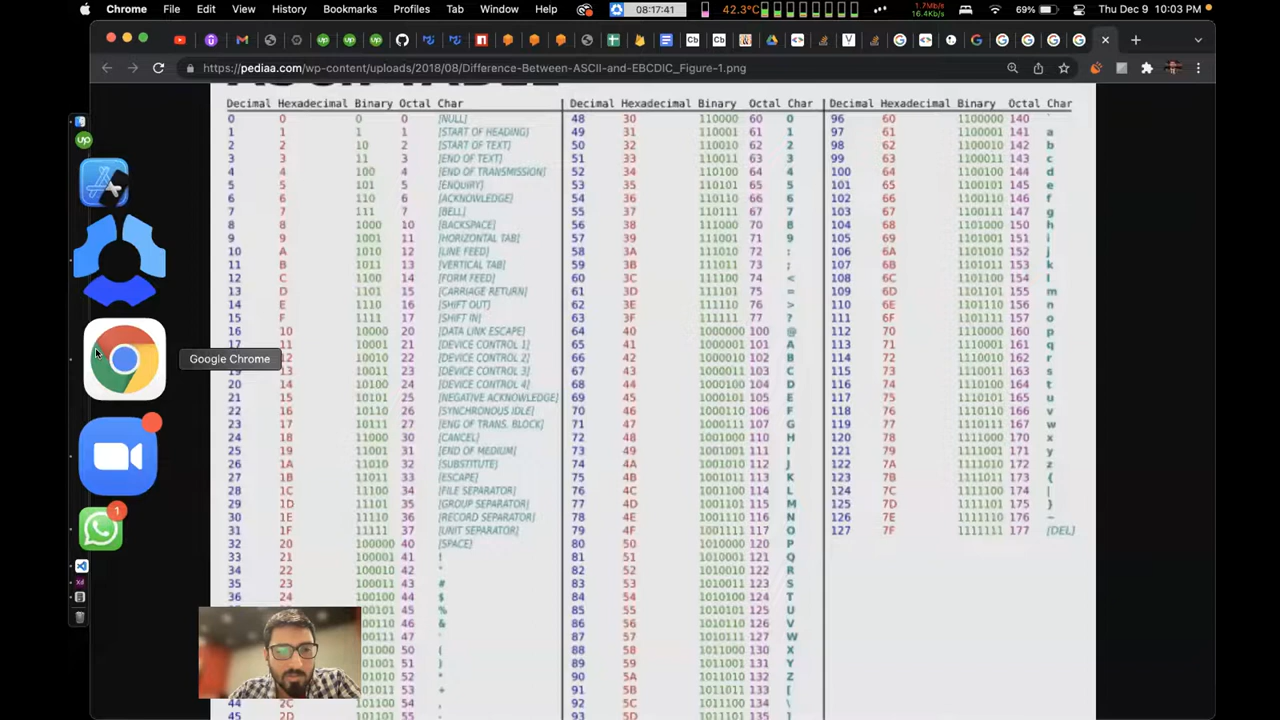 Chrome File Edit View History Bookmarks Profiles Tab Window Help 08:17:41 42.3°C 1.7Mb/s 16.4Kb/s 69% Thu Dec 9 10:03 PM
https://pediaa.com/wp-content/uploads/2018/08/Difference-Between-ASCII-and-EBCDIC_Figure-1.png
Decimal Hexadecimal Binary Octal Char Decimal Hexadecimal Binary Octal Char Decimal Hexadecimal Binary Octal Char
0 0 0 0 [NULL] 48 30 110000 60 0 96 60 1100000 140 `
1 1 1 1 [START OF HEADING] 49 31 110001 61 1 97 61 1100001 141 a
2 2 10 2 [START OF TEXT] 50 32 110010 62 2 98 62 1100010 142 b
3 3 11 3 [END OF TEXT] 51 33 110011 63 3 99 63 1100011 143 c
4 4 100 4 [END OF TRANSMISSION] 52 34 110100 64 4 100 64 1100100 144 d
5 5 101 5 [ENQUIRY] 53 35 110101 65 5 101 65 1100101 145 e
6 6 110 6 [ACKNOWLEDGE] 54 36 110110 66 6 102 66 1100110 146 f
7 7 111 7 [BELL] 55 37 110111 67 7 103 67 1100111 147 g
8 8 1000 10 [BACKSPACE] 56 38 111000 70 8 104 68 1101000 150 h
9 9 1001 11 [HORIZONTAL TAB] 57 39 111001 71 9 105 69 1101001 151 i
10 A 1010 12 [LINE FEED] 58 3A 111010 72 : 106 6A 1101010 152 j
11 B 1011 13 [VERTICAL TAB] 59 3B 111011 73 ; 107 6B 1101011 153 k
12 C 1100 14 [FORM FEED] 60 3C 111100 74 < 108 6C 1101100 154 l
13 D 1101 15 [CARRIAGE RETURN] 61 3D 111101 75 = 109 6D 1101101 155 m
14 E 1110 16 [SHIFT OUT] 62 3E 111110 76 > 110 6E 1101110 156 n
15 F 1111 17 [SHIFT IN] 63 3F 111111 77 ? 111 6F 1101111 157 o
16 10 10000 20 [DATA LINK ESCAPE] 64 40 1000000 100 @ 112 70 1110000 160 p
17 10001 21 [DEVICE CONTROL 1] 65 41 1000001 101 A 113 71 1110001 161 q
Google Chrome 12 10010 22 [DEVICE CONTROL 2] 66 42 1000010 102 B 114 72 1110010 162 r
19 13 10011 23 [DEVICE CONTROL 3] 67 43 1000011 103 C 115 73 1110011 163 s
20 14 10100 24 [DEVICE CONTROL 4] 68 44 1000100 104 D 116 74 1110100 164 t
21 15 10101 25 [NEGATIVE ACKNOWLEDGE] 69 45 1000101 105 E 117 75 1110101 165 u
22 16 10110 26 [SYNCHRONOUS IDLE] 70 46 1000110 106 F 118 76 1110110 166 v
23 17 10111 27 [ENG OF TRANS. BLOCK] 71 47 1000111 107 G 119 77 1110111 167 w
24 18 11000 30 [CANCEL] 72 48 1001000 110 H 120 78 1111000 170 x
25 19 11001 31 [END OF MEDIUM] 73 49 1001001 111 I 121 79 1111001 171 y
26 1A 11010 32 [SUBSTITUTE] 74 4A 1001010 112 J 122 7A 1111010 172 z
27 1B 11011 33 [ESCAPE] 75 4B 1001011 113 K 123 7B 1111011 173 {
28 1C 11100 34 [FILE SEPARATOR] 76 4C 1001100 114 L 124 7C 1111100 174 |
29 1D 11101 35 [GROUP SEPARATOR] 77 4D 1001101 115 M 125 7D 1111101 175 }
30 1E 11110 36 [RECORD SEPARATOR] 78 4E 1001110 116 N 126 7E 1111110 176 ~
31 1F 11111 37 [UNIT SEPARATOR] 79 4F 1001111 117 O 127 7F 1111111 177 [DEL]
32 20 100000 40 [SPACE] 80 50 1010000 120 P
33 21 100001 41 ! 81 51 1010001 121 Q
34 22 100010 42 " 82 52 1010010 122 R
35 23 100011 43 # 83 53 1010011 123 S
36 24 100100 44 $ 84 54 1010100 124 T
100101 45 % 85 55 1010101 125 U
46 & 86 56 1010110 126 V
00111 47 ' 87 57 1010111 127 W
01000 50 ( 88 58 1011000 130 X
01001 51 ) 89 59 1011001 131 Y
01010 52 * 90 5A 1011010 132 Z
01011 53 + 91 5B 1011011 133 [
44 2C 101100 54 , 92 5C 1011100 134 \
45 2D 101101 55 - 93 5D 1011101 135 ]
up
1